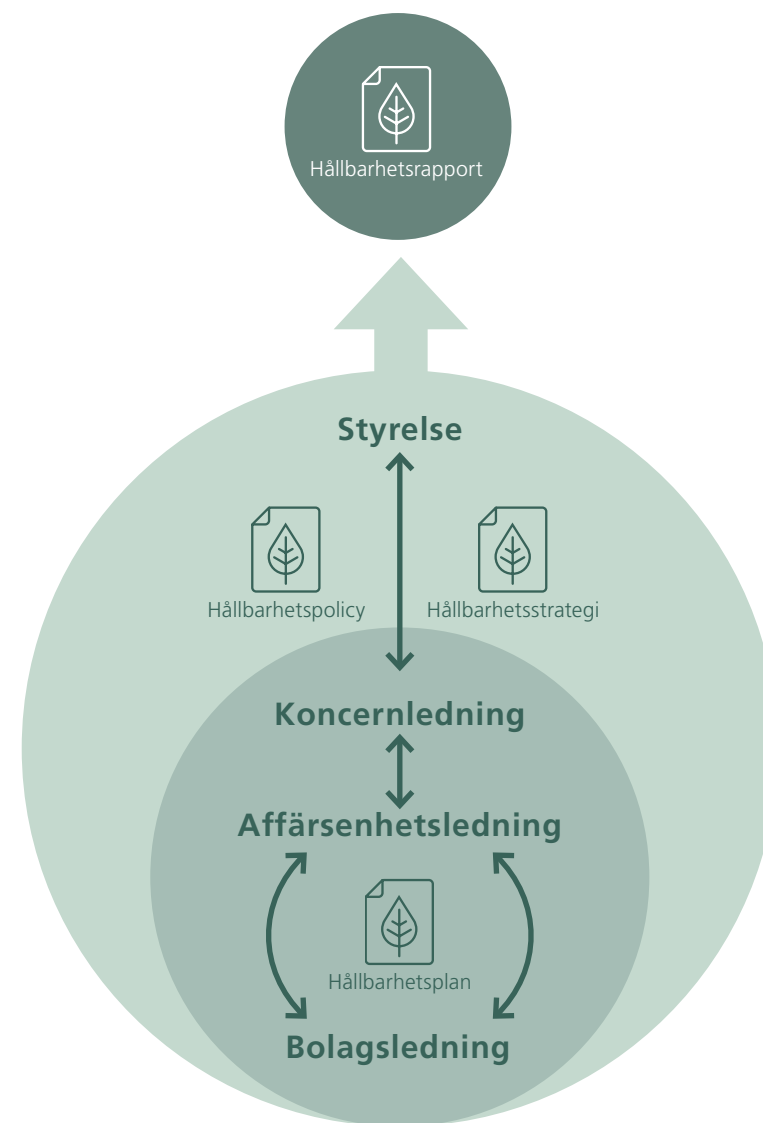 Hållbarhetsrapport
Styrelse
Hållbarhetspolicy
Hållbarhetsstrategi
Koncernledning
Affärsenhetsledning
Hållbarhetsplan
Bolagsledning